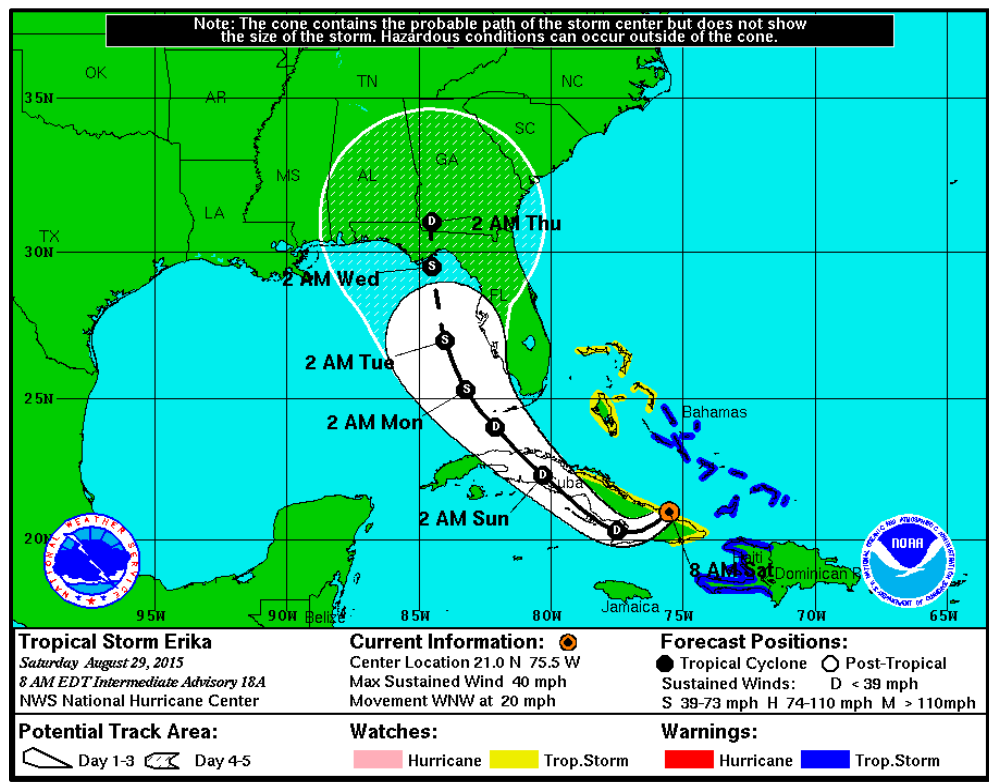 Note: The cone contains the probable path of the storm center but does not show
the size of the storm. Hazardous conditions can occur outside of the cone.
OK
TN
NC
35N
AR
SC
MS
AL
GA
LA
TX
2 AM Thu
30N
2 AM Wed
FL
2 AM Tue
25N
2 AM Mon
Bahamas
Cuba
2 AM Sun
20N
8 AM Sat
Haiti
Dominican R
Jamaica
Belize
95W 90W 85W 80W 75W 70W 65W
D
S
S
S
D
D
D
NATIONAL WEATHER SERVICE
NOAA
Tropical Storm Erika
Saturday August 29, 2015
8 AM EDT Intermediate Advisory 18A
NWS National Hurricane Center
Current Information:
Center Location 21.0 N 75.5 W
Max Sustained Wind 40 mph
Movement WNW at 20 mph
Forecast Positions:
Tropical Cyclone Post-Tropical
Sustained Winds: D < 39 mph
S 39-73 mph H 74-110 mph M > 110mph
Potential Track Area:
Day 1-3 Day 4-5
Watches:
Hurricane Trop.Storm
Warnings:
Hurricane Trop.Storm